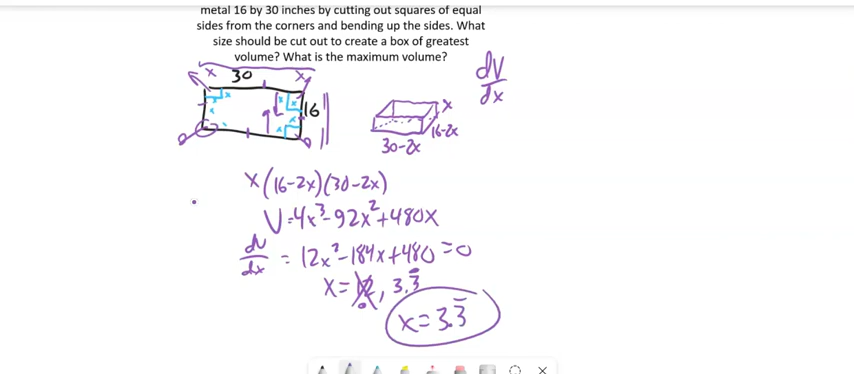 metal 16 by 30 inches by cutting out squares of equal
sides from the corners and bending up the sides. What
size should be cut out to create a box of greatest
volume? What is the maximum volume?
dV/dx
x 30 x
x x x x
x x
16
x
16-2x
30-2x
x(16-2x)(30-2x)
V=4x³-92x²+480x
dV/dx = 12x²-184x+480=0
x=12, 3.3̅
x=3.3̅